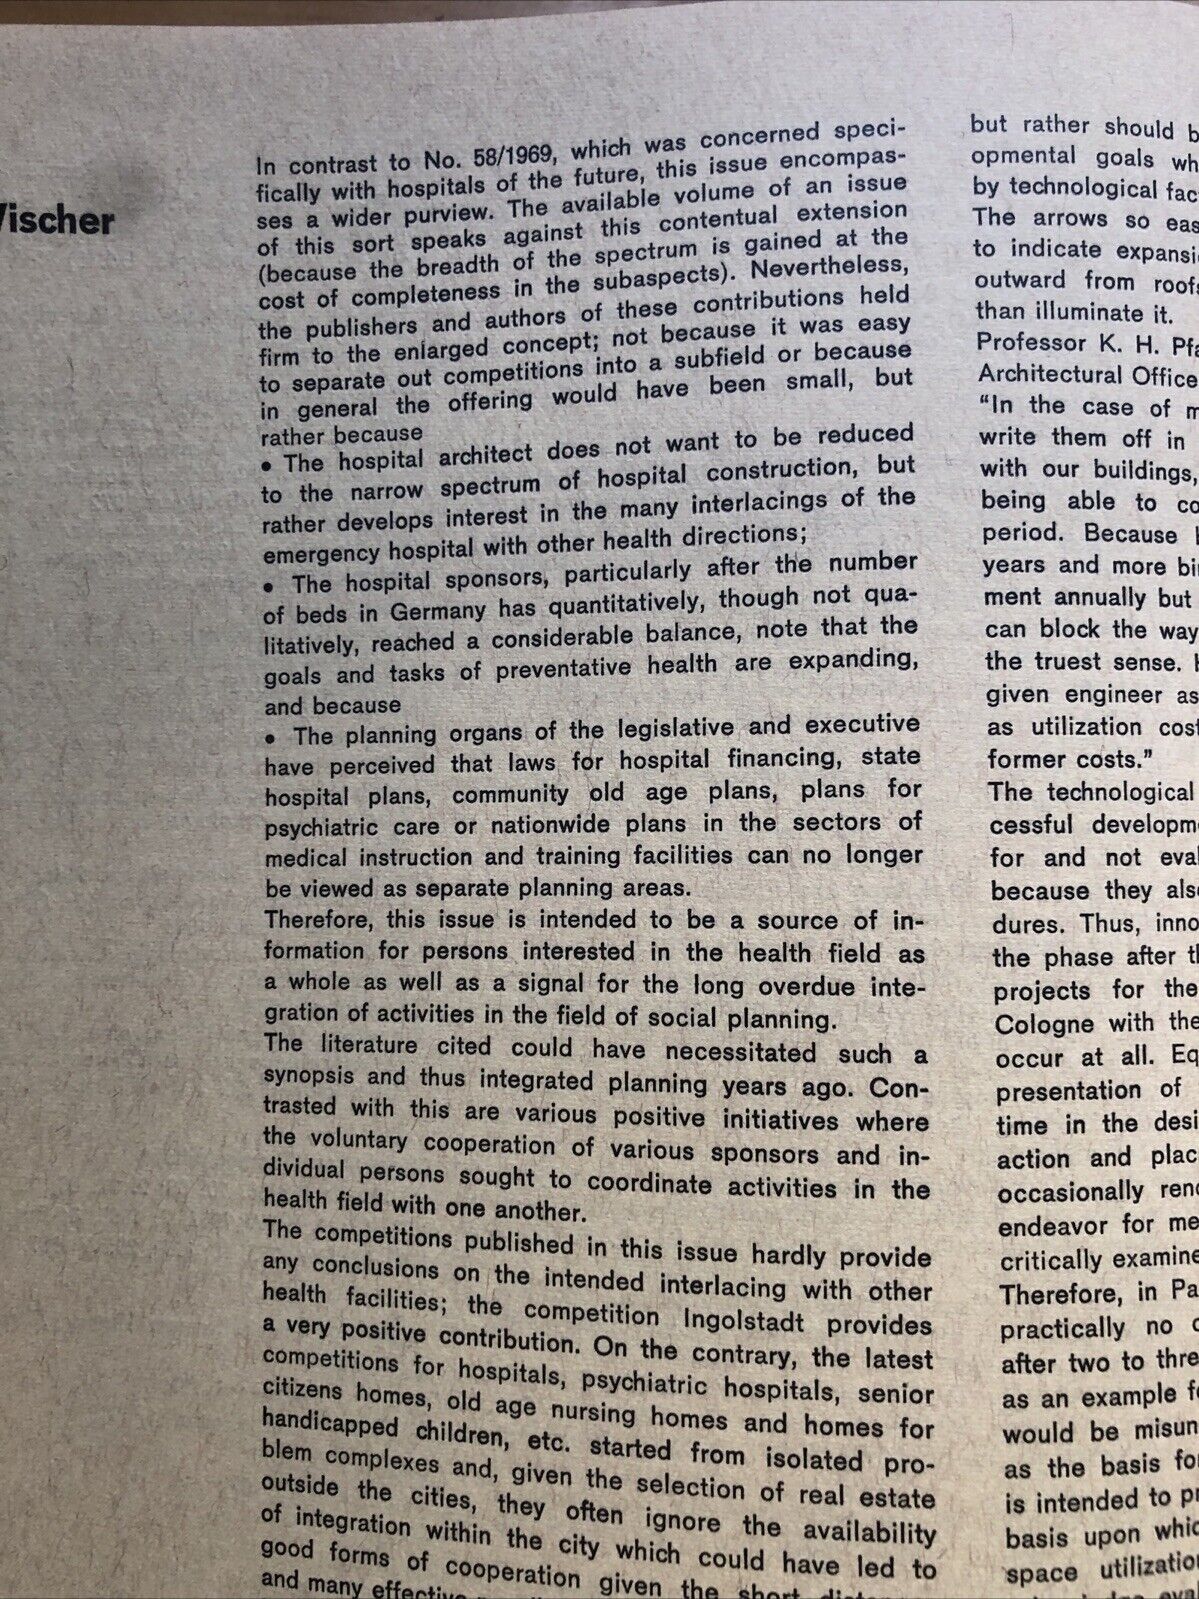 Vischer
In contrast to No. 58/1969, which was concerned speci-
fically with hospitals of the future, this issue encompas-
ses a wider purview. The available volume of an issue
of this sort speaks against this contentual extension
(because the breadth of the spectrum is gained at the
cost of completeness in the subaspects). Nevertheless,
the publishers and authors of these contributions held
firm to the enlarged concept; not because it was easy
to separate out competitions into a subfield or because
in general the offering would have been small, but
rather because
• The hospital architect does not want to be reduced
to the narrow spectrum of hospital construction, but
rather develops interest in the many interlacings of the
emergency hospital with other health directions;
• The hospital sponsors, particularly after the number
of beds in Germany has quantitatively, though not qua-
litatively, reached a considerable balance, note that the
goals and tasks of preventative health are expanding,
and because
• The planning organs of the legislative and executive
have perceived that laws for hospital financing, state
hospital plans, community old age plans, plans for
psychiatric care or nationwide plans in the sectors of
medical instruction and training facilities can no longer
be viewed as separate planning areas.
Therefore, this issue is intended to be a source of in-
formation for persons interested in the health field as
a whole as well as a signal for the long overdue inte-
gration of activities in the field of social planning.
The literature cited could have necessitated such a
synopsis and thus integrated planning years ago. Con-
trasted with this are various positive initiatives where
the voluntary cooperation of various sponsors and in-
dividual persons sought to coordinate activities in the
health field with one another.
The competitions published in this issue hardly provide
any conclusions on the intended interlacing with other
health facilities; the competition Ingolstadt provides
a very positive contribution. On the contrary, the latest
competitions for hospitals, psychiatric hospitals, senior
citizens homes, old age nursing homes and homes for
handicapped children, etc. started from isolated pro-
blem complexes and, given the selection of real estate
outside the cities, they often ignore the availability
of integration within the city which could have led to
good forms of cooperation given the short
and many effective
but rather should
opmental goals
by technological
The arrows so
to indicate
outward from
than illuminate it.
Professor K. H.
Architectural Office
"In the case of
write them off in
with our buildings,
being able to
period. Because
years and more
ment annually but
can block the way
the truest sense.
given engineer as
as utilization
former costs."
The technological
cessful
for and not
because they
dures. Thus,
the phase after
projects for the
Cologne with the
occur at all.
presentation of
time in the
action and
occasionally
endeavor for
critically
Therefore, in
practically no
after two to
as an example
would be
as the basis
is intended to
basis upon
space